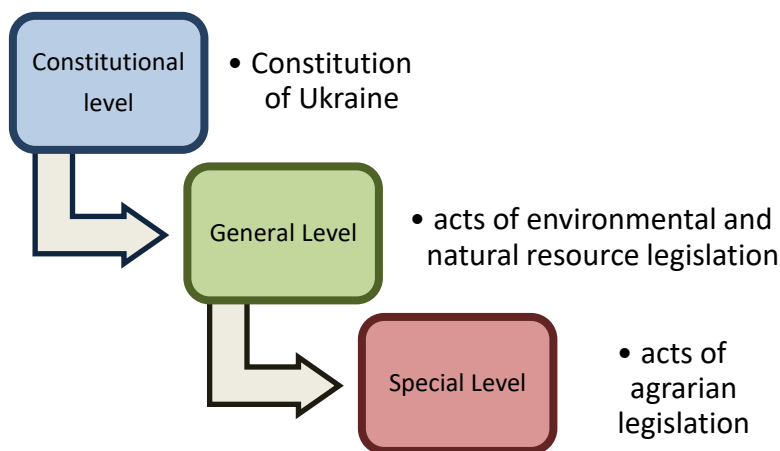 Constitutional
level
• Constitution
of Ukraine
General Level
• acts of environmental and
natural resource legislation
Special Level
• acts of
agrarian
legislation